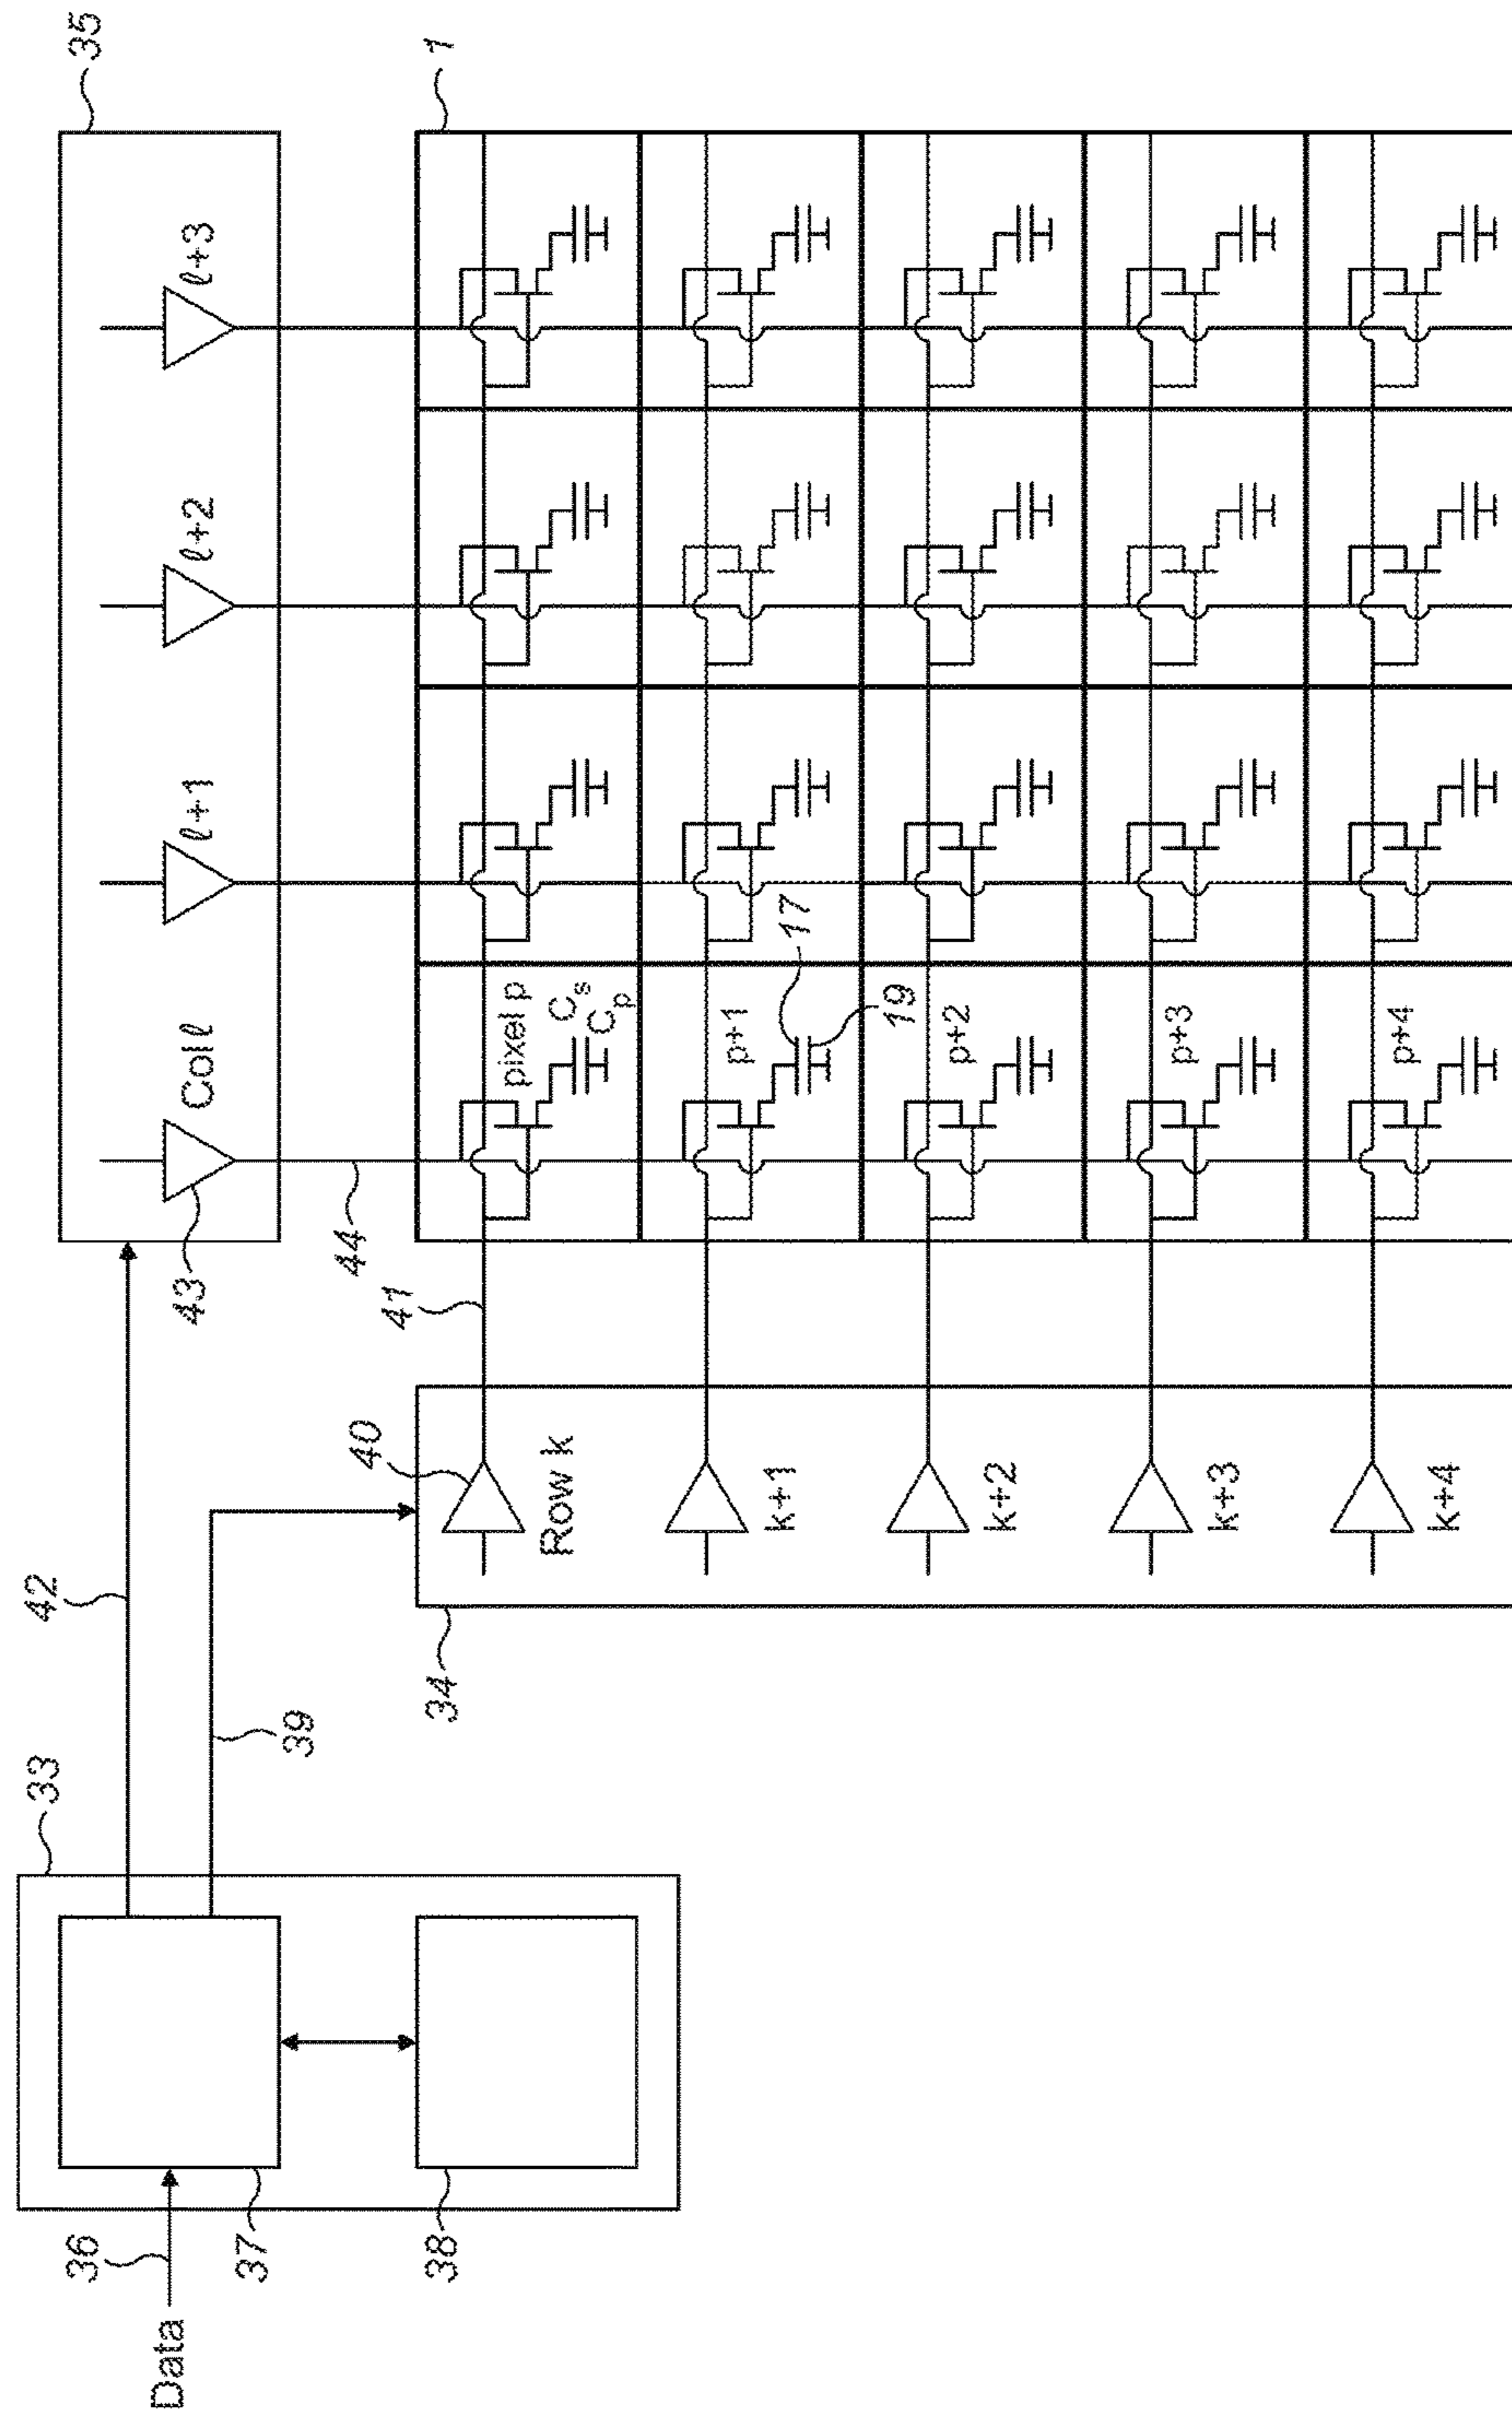 35
1
ℓ+3
ℓ+2
ℓ+1
Col ℓ
43
44
pixel p
Cs
Cp
p+1
17
19
p+2
p+3
p+4
41
40
Row k
k+1
k+2
k+3
k+4
34
42
39
33
36
37
38
Data